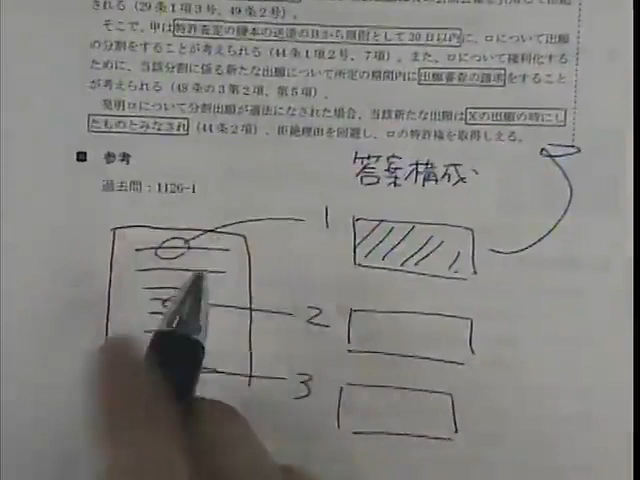 される（29条1項3号、49条2号）。
そこで、甲は特許査定の謄本の送達の日から原則として30日以内に、ロについて出願
の分割をすることが考えられる（44条1項2号、7項）。また、ロについて権利化する
ために、当該分割に係る新たな出願について所定の期間内に出願審査の請求をすること
が考えられる（48条の3第2項、第5項）。
発明ロについて分割出願が適法になされた場合、当該新たな出願はXの出願の時にし
たものとみなされ（44条2項）、拒絶理由を回避し、ロの特許権を取得しえる。
■ 参考
過去問：1126-1
答案構成
1
2
3